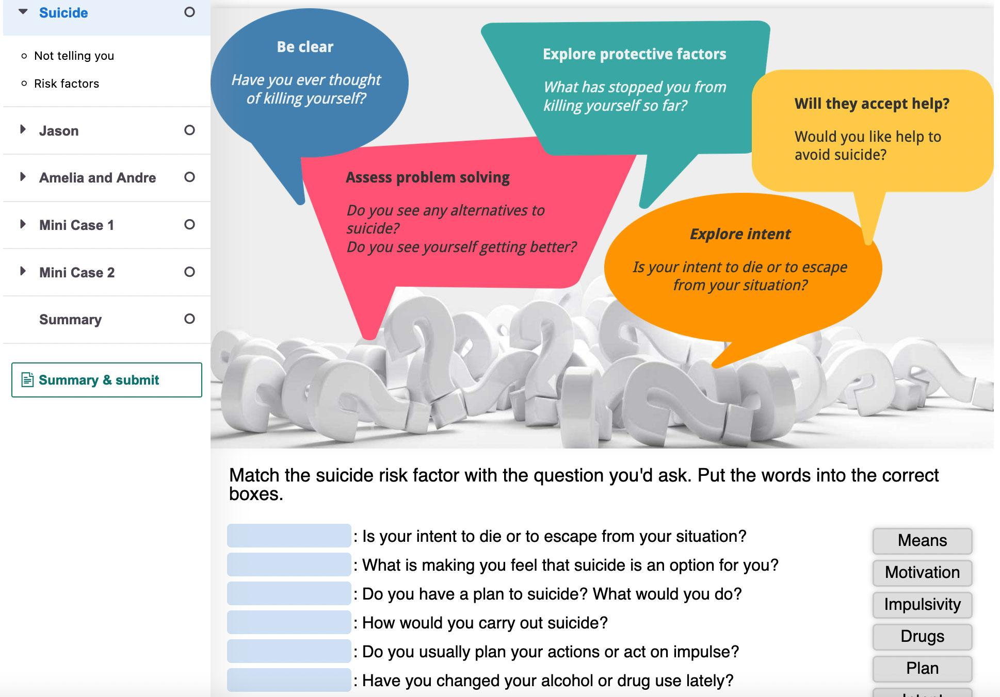 Suicide
Not telling you
Risk factors
Jason
Amelia and Andre
Mini Case 1
Mini Case 2
Summary
Summary & submit
Be clear
Have you ever thought
of killing yourself?
Explore protective factors
What has stopped you from
killing yourself so far?
Will they accept help?
Would you like help to
avoid suicide?
Assess problem solving
Do you see any alternatives to
suicide?
Do you see yourself getting better?
Explore intent
Is your intent to die or to escape
from your situation?
Match the suicide risk factor with the question you'd ask. Put the words into the correct
boxes.
: Is your intent to die or to escape from your situation?
: What is making you feel that suicide is an option for you?
: Do you have a plan to suicide? What would you do?
: How would you carry out suicide?
: Do you usually plan your actions or act on impulse?
: Have you changed your alcohol or drug use lately?
Means
Motivation
Impulsivity
Drugs
Plan